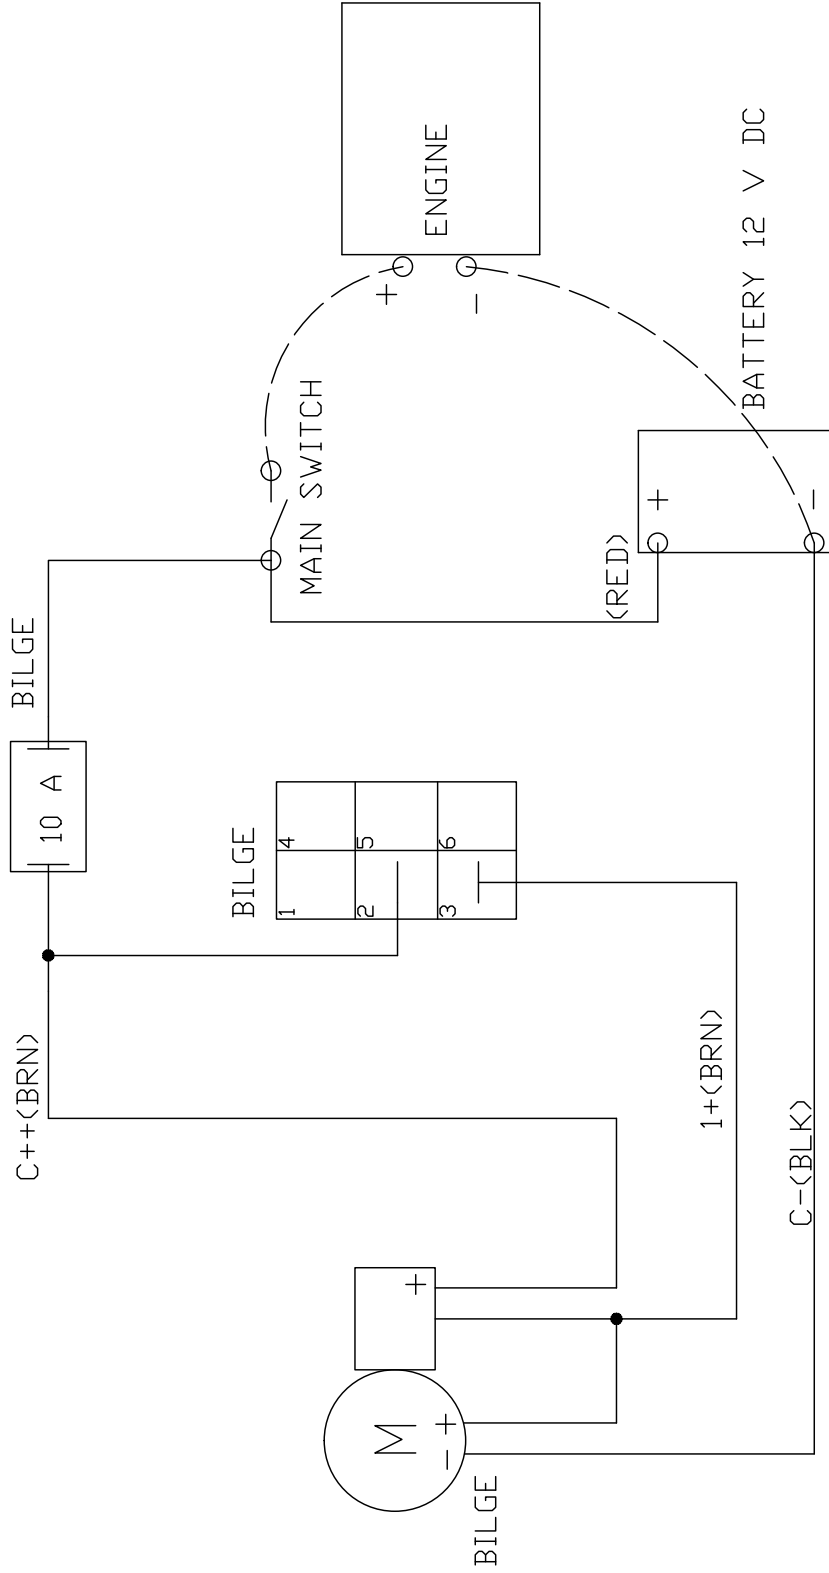 C++(BRN)
BILGE
10 A
BILGE
1 4
MAIN SWITCH
2 5
+
M
+
ENGINE
- +
3 6
-
BILGE
(RED)
+
1+(BRN)
BATTERY 12 V DC
C-(BLK)
-